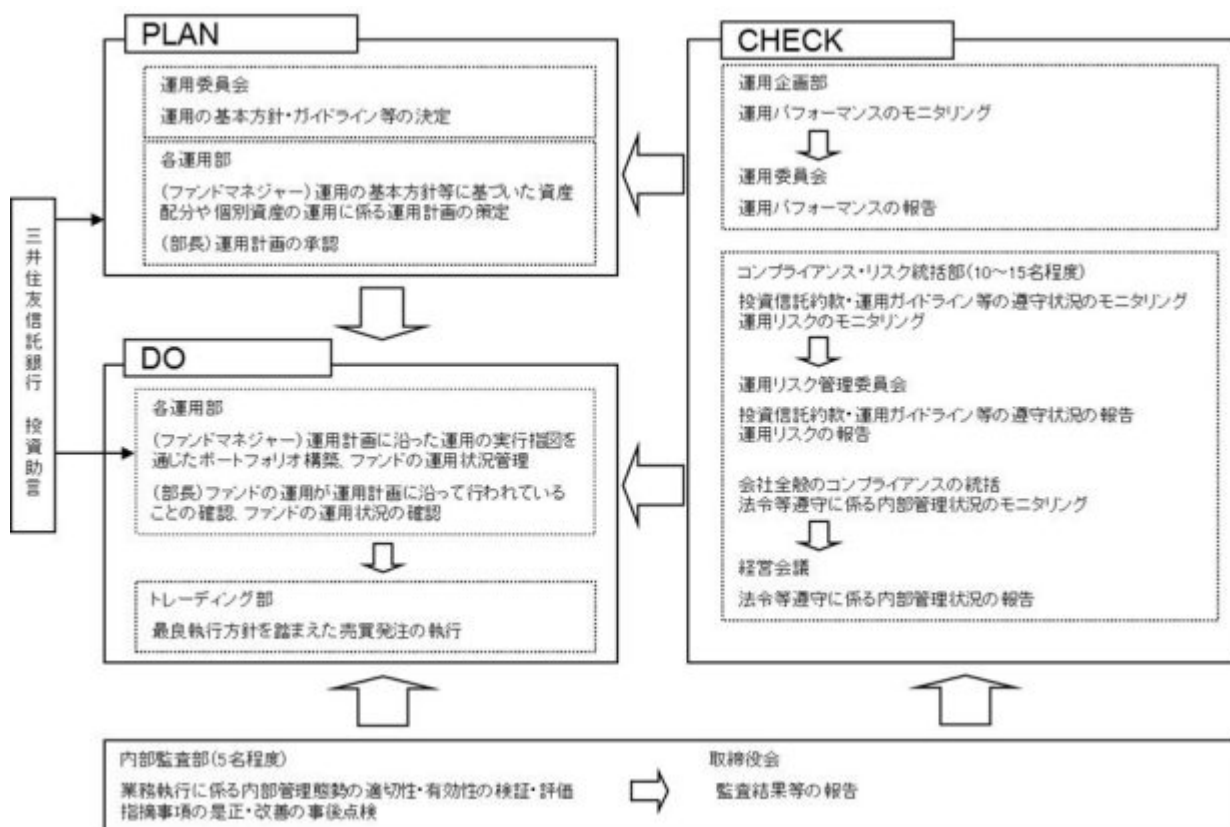 PLAN
運用委員会
運用の基本方針・ガイドライン等の決定
各運用部
(ファンドマネジャー)運用の基本方針等に基づいた資産
配分や個別資産の運用に係る運用計画の策定
(部長)運用計画の承認
三井住友信託銀行 投資助言
DO
各運用部
(ファンドマネジャー)運用計画に沿った運用の実行指図を
通じたポートフォリオ構築、ファンドの運用状況管理
(部長)ファンドの運用が運用計画に沿って行われている
ことの確認、ファンドの運用状況の確認
トレーディング部
最良執行方針を踏まえた売買発注の執行
CHECK
運用企画部
運用パフォーマンスのモニタリング
運用委員会
運用パフォーマンスの報告
コンプライアンス・リスク統括部(10~15名程度)
投資信託約款・運用ガイドライン等の遵守状況のモニタリング
運用リスクのモニタリング
運用リスク管理委員会
投資信託約款・運用ガイドライン等の遵守状況の報告
運用リスクの報告
会社全般のコンプライアンスの統括
法令等遵守に係る内部管理状況のモニタリング
経営会議
法令等遵守に係る内部管理状況の報告
内部監査部(5名程度)
業務執行に係る内部管理態勢の適切性・有効性の検証・評価
指摘事項の是正・改善の事後点検
取締役会
監査結果等の報告